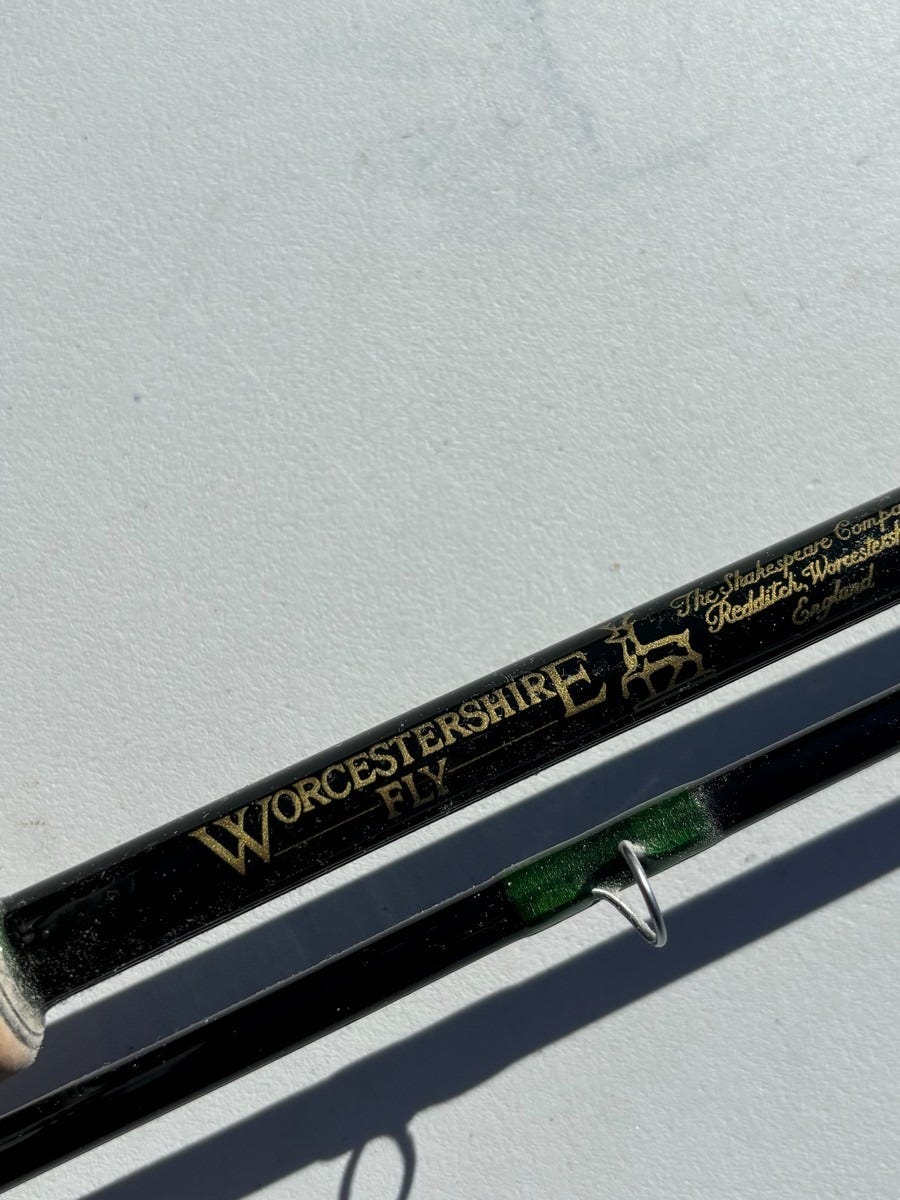 WORCESTERSHIRE
FLY
The Shakespeare
Redditch,
England